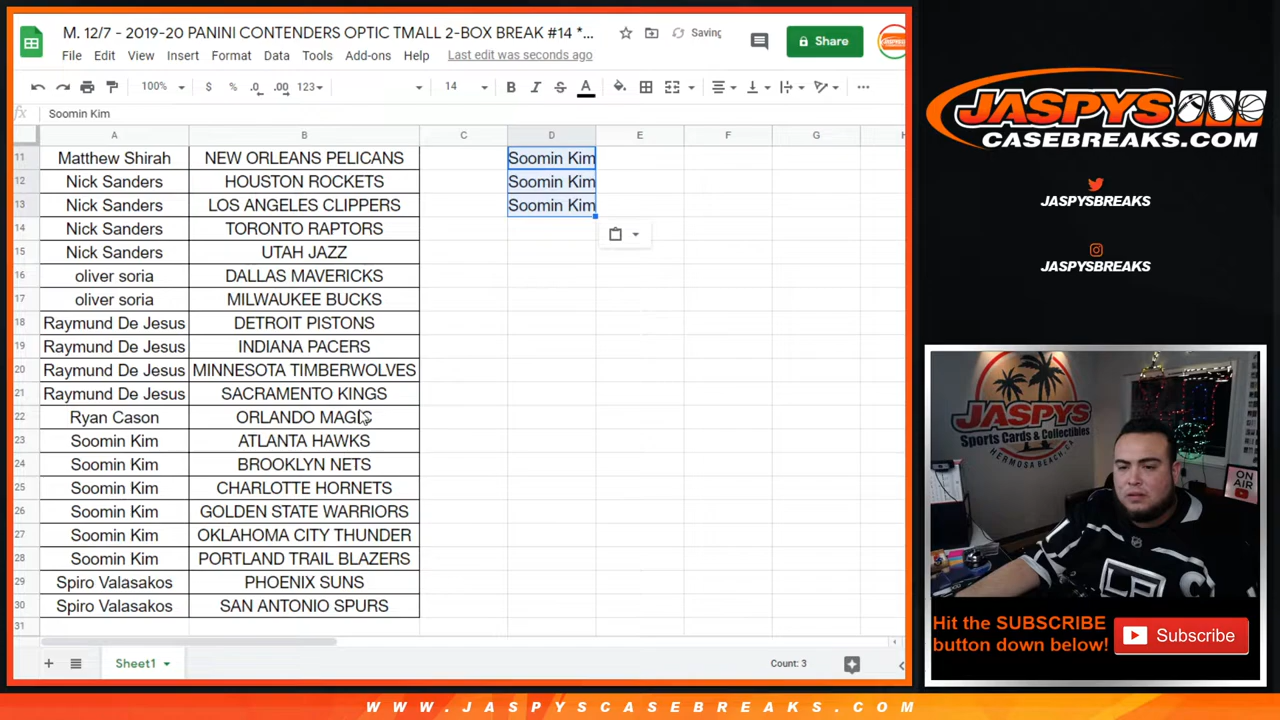 M. 12/7 - 2019-20 PANINI CONTENDERS OPTIC TMALL 2-BOX BREAK #14 *...
Saving
File Edit View Insert Format Data Tools Add-ons Help Last edit was seconds ago
Share
100% $ % .0 .00 123 14 B I S A
fx Soomin Kim
A B C D E F G H
11 Matthew Shirah NEW ORLEANS PELICANS Soomin Kim
12 Nick Sanders HOUSTON ROCKETS Soomin Kim
13 Nick Sanders LOS ANGELES CLIPPERS Soomin Kim
14 Nick Sanders TORONTO RAPTORS
15 Nick Sanders UTAH JAZZ
16 oliver soria DALLAS MAVERICKS
17 oliver soria MILWAUKEE BUCKS
18 Raymund De Jesus DETROIT PISTONS
19 Raymund De Jesus INDIANA PACERS
20 Raymund De Jesus MINNESOTA TIMBERWOLVES
21 Raymund De Jesus SACRAMENTO KINGS
22 Ryan Cason ORLANDO MAGIC
23 Soomin Kim ATLANTA HAWKS
24 Soomin Kim BROOKLYN NETS
25 Soomin Kim CHARLOTTE HORNETS
26 Soomin Kim GOLDEN STATE WARRIORS
27 Soomin Kim OKLAHOMA CITY THUNDER
28 Soomin Kim PORTLAND TRAIL BLAZERS
29 Spiro Valasakos PHOENIX SUNS
30 Spiro Valasakos SAN ANTONIO SPURS
31
Sheet1
Count: 3
JASPYS
CASEBREAKS.COM
JASPYSBREAKS
JASPYSBREAKS
JASPYS
Sports Cards & Collectibles
HERMOSA BEACH, CA
ON
AIR
LA
C
Hit the SUBSCRIBE
button down below!
Subscribe
WWW.JASPYSCASEBREAKS.COM